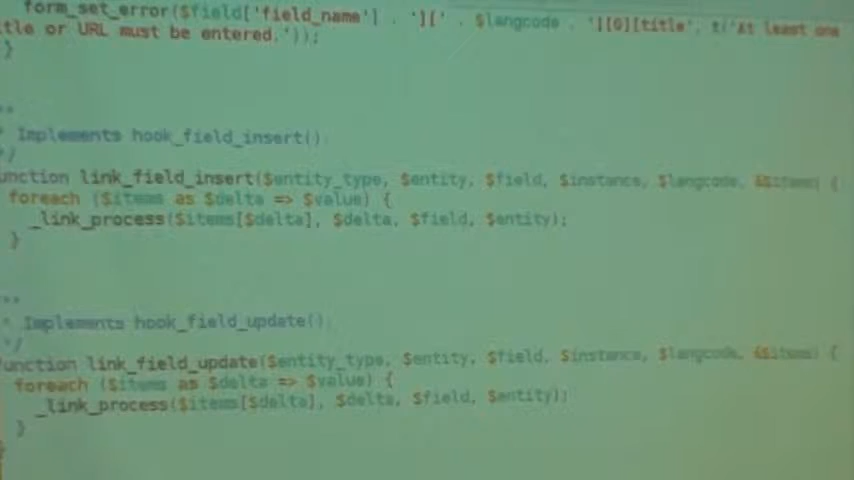 form_set_error($field['field_name'] . '][' . $langcode . '][0][title', t('At least one
tle or URL must be entered.'));
}
**
* Implements hook_field_insert().
*/
unction link_field_insert($entity_type, $entity, $field, $instance, $langcode, &$items) {
foreach ($items as $delta => $value) {
_link_process($items[$delta], $delta, $field, $entity);
}
**
* Implements hook_field_update().
*/
function link_field_update($entity_type, $entity, $field, $instance, $langcode, &$items) {
foreach ($items as $delta => $value) {
_link_process($items[$delta], $delta, $field, $entity);
}
}